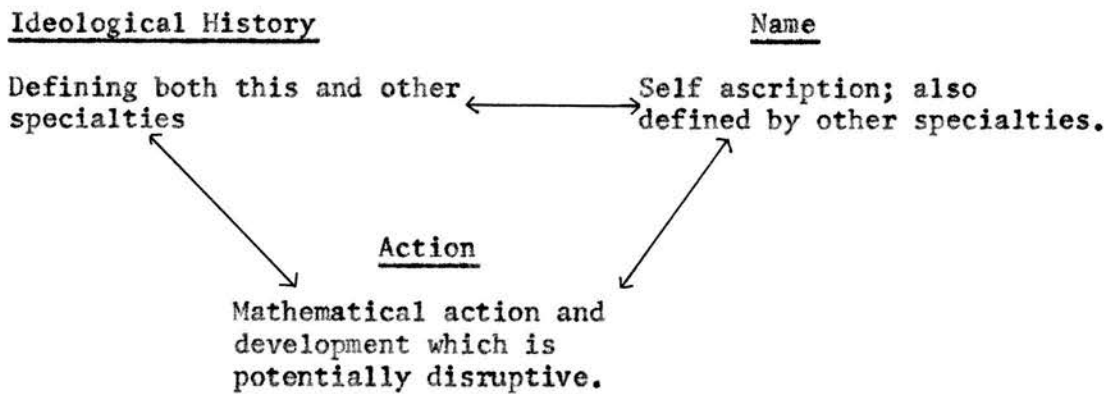 Ideological History
Name
Defining both this and other
specialties
Self ascription; also
defined by other specialties.
Action
Mathematical action and
development which is
potentially disruptive.